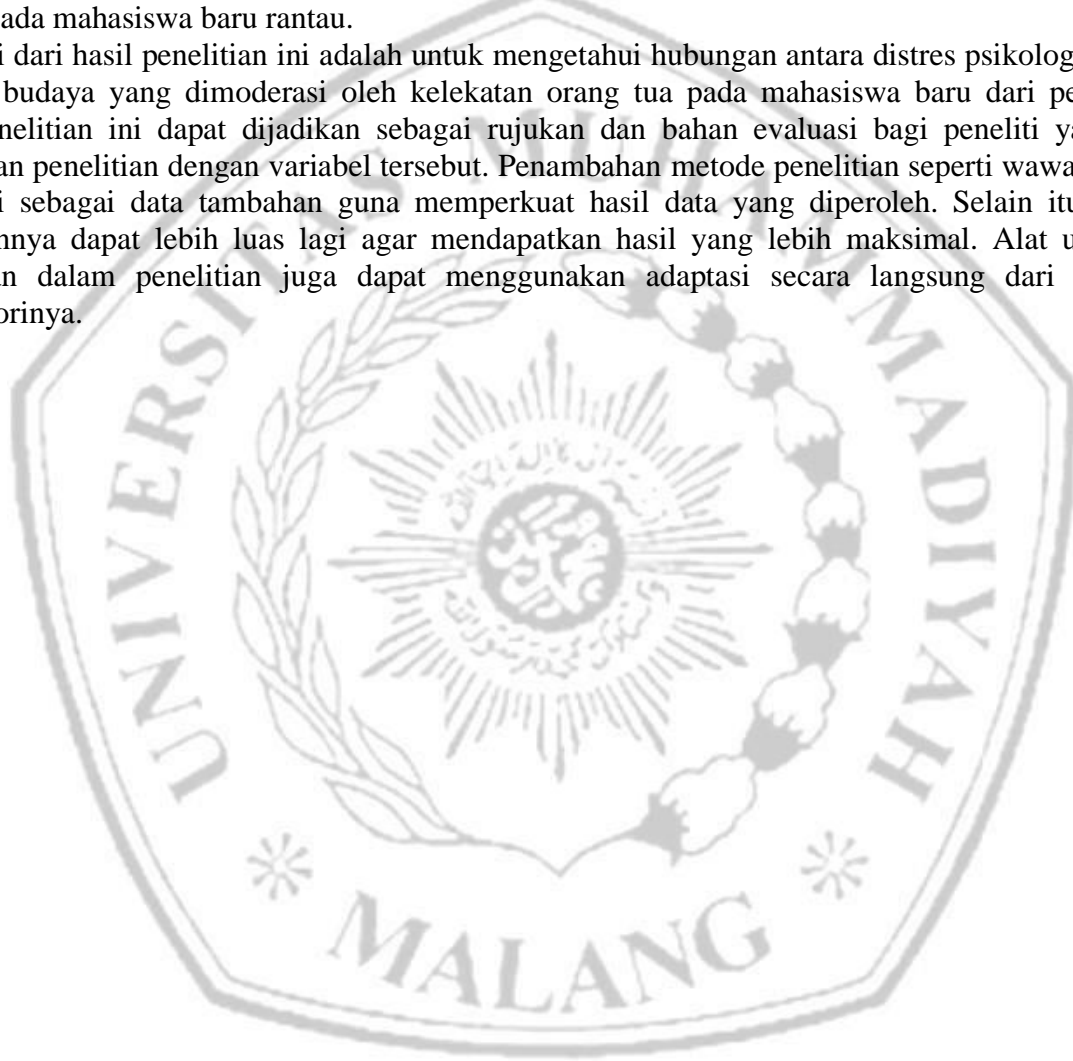 ada mahasiswa baru rantau.
i dari hasil penelitian ini adalah untuk mengetahui hubungan antara distres psikolog
budaya yang dimoderasi oleh kelekatan orang tua pada mahasiswa baru dari pe
nelitian ini dapat dijadikan sebagai rujukan dan bahan evaluasi bagi peneliti ya
an penelitian dengan variabel tersebut. Penambahan metode penelitian seperti wawa
i sebagai data tambahan guna memperkuat hasil data yang diperoleh. Selain itu
nnya dapat lebih luas lagi agar mendapatkan hasil yang lebih maksimal. Alat u
an dalam penelitian juga dapat menggunakan adaptasi secara langsung dari
orinya.
UNIVERSITAS MUHAMMADIYAH
MALANG